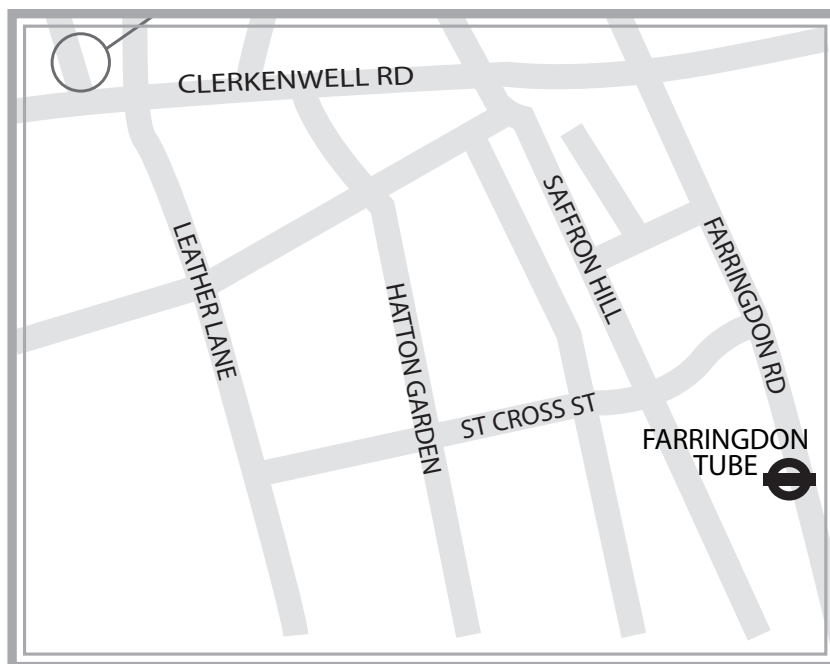 CLERKENWELL RD
LEATHER LANE
HATTON GARDEN
SAFFRON HILL
FARRINGDON RD
ST CROSS ST
FARRINGDON
TUBE